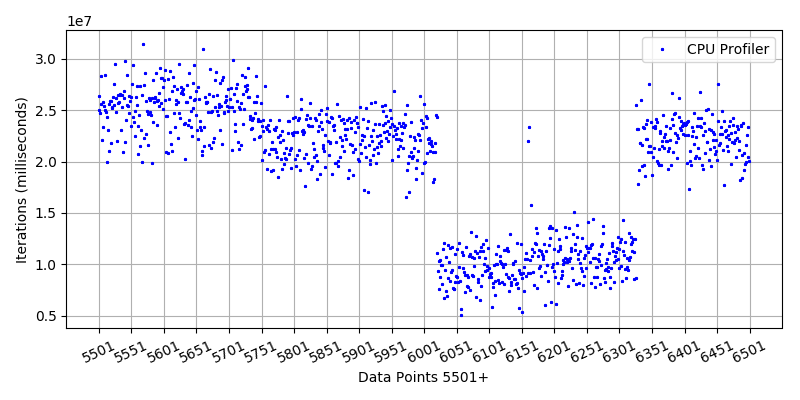 1e7
CPU Profiler
3.0
2.5
2.0
1.5
1.0
0.5
Iterations (milliseconds)
5501 5551 5601 5651 5701 5751 5801 5851 5901 5951 6001 6051 6101 6151 6201 6251 6301 6351 6401 6451 6501
Data Points 5501+